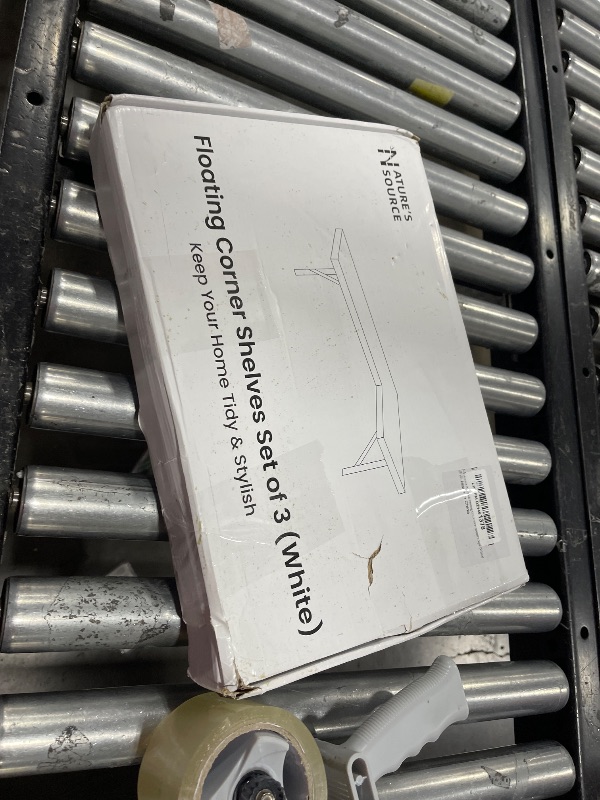 NATURE'S
SOURCE
Floating Corner Shelves Set of 3 (White)
Keep Your Home Tidy & Stylish